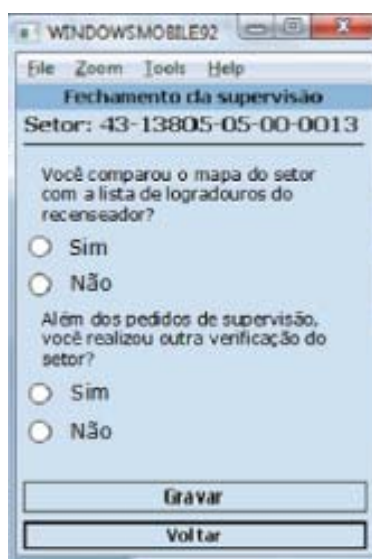 WINDOWSMOBILE92
File Zoom Tools Help
Fechamento da supervisão
Setor: 43-13805-05-00-0013
Você comparou o mapa do setor
com a lista de logradouros do
recenseador?
Sim
Não
Além dos pedidos de supervisão,
você realizou outra verificação do
setor?
Sim
Não
Gravar
Voltar